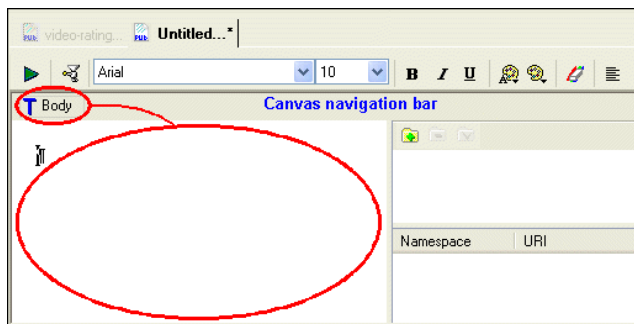 video-rating... Untitled...*
Arial 10 B I U
T Body Canvas navigation bar
Namespace URI